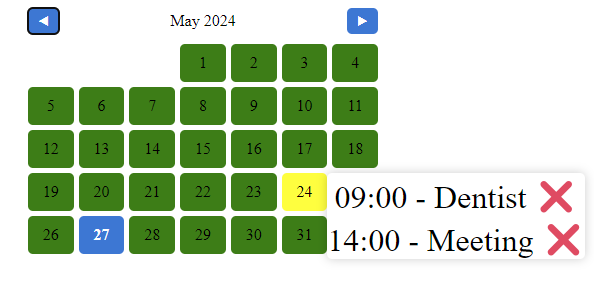 May 2024
1 2 3 4
5 6 7 8 9 10 11
12 13 14 15 16 17 18
19 20 21 22 23 24
09:00 - Dentist ❌
26 27 28 29 30 31
14:00 - Meeting ❌